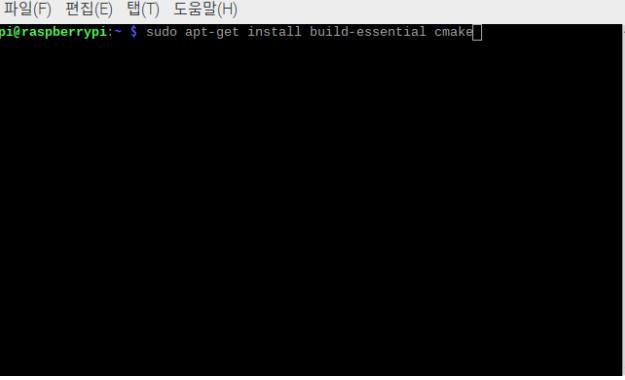 파일(F) 편집(E) 탭(T) 도움말(H)
pi@raspberrypi:~ $ sudo apt-get install build-essential cmake